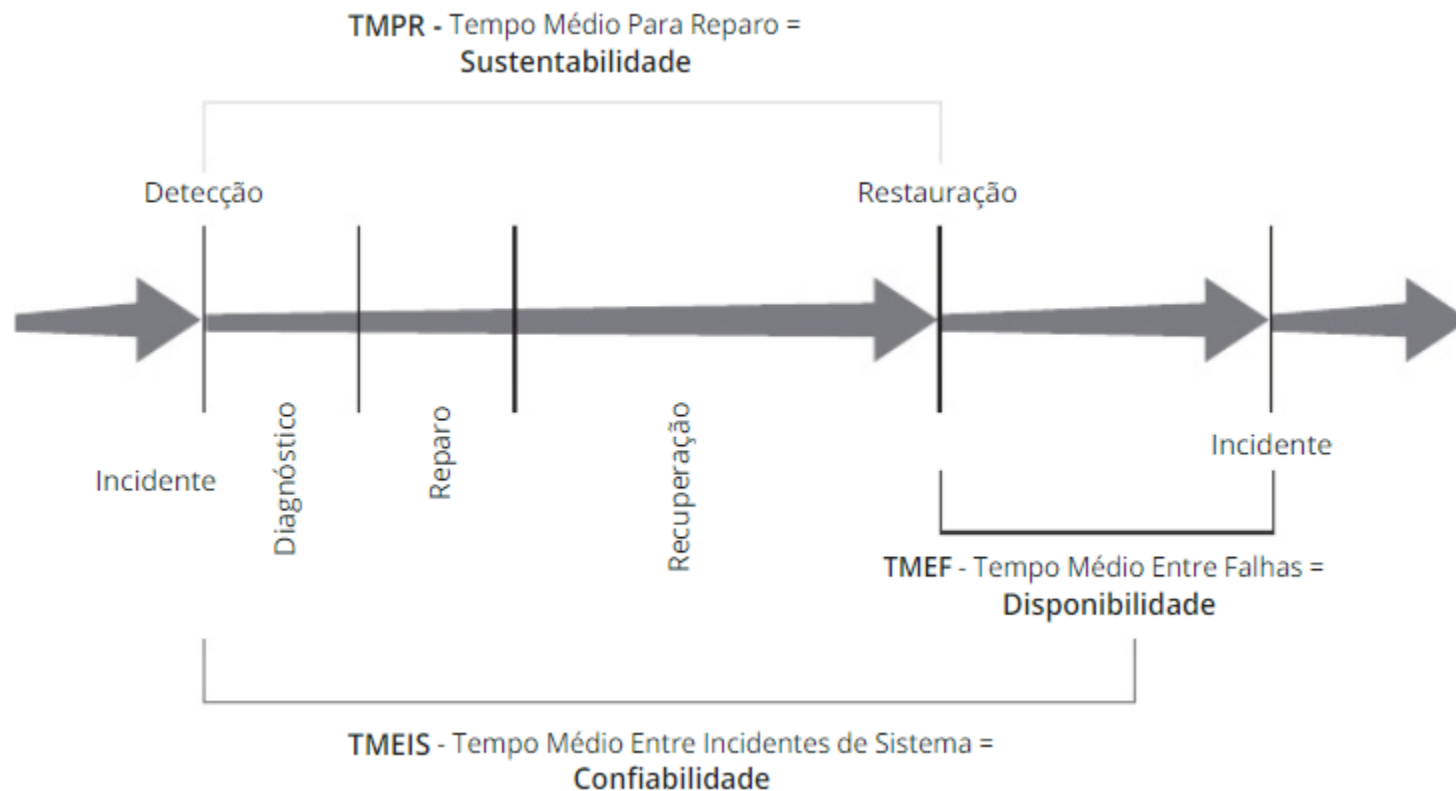 TMPR - Tempo Médio Para Reparo =
Sustentabilidade
Detecção
Restauração
Incidente
Diagnóstico
Reparo
Recuperação
Incidente
TMEF - Tempo Médio Entre Falhas =
Disponibilidade
TMEIS - Tempo Médio Entre Incidentes de Sistema =
Confiabilidade